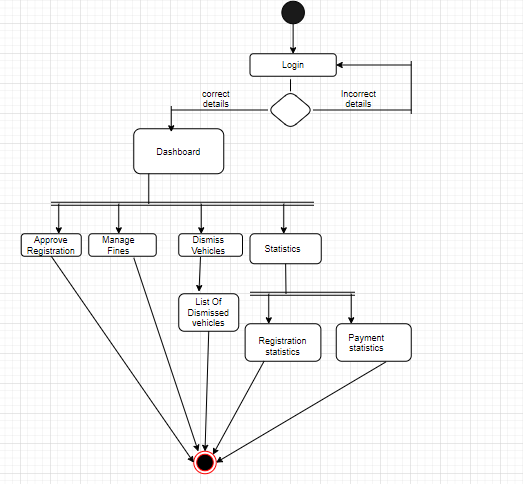 Login
correct
details
Incorrect
details
Dashboard
Approve
Registration
Manage
Fines
Dismiss
Vehicles
Statistics
List Of
Dismissed
vehicles
Registration
statistics
Payment
statistics